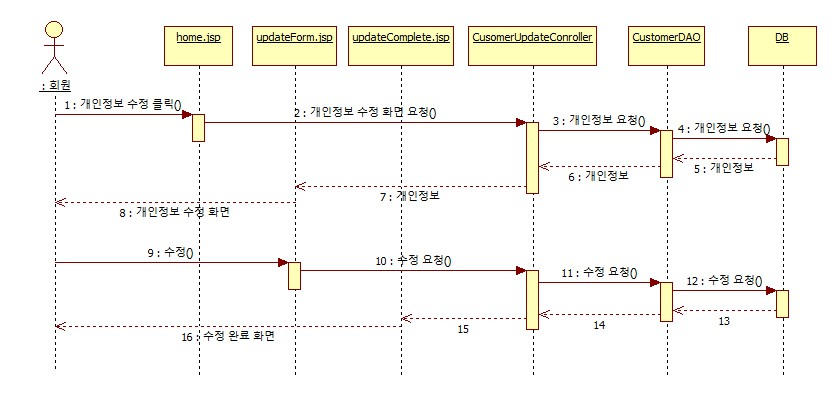 home.jsp
updateForm.jsp
updateComplete.jsp
CusomerUpdateConroller
CustomerDAO
DB
: 회원
1 : 개인정보 수정 클릭()
2 : 개인정보 수정 화면 요청()
3 : 개인정보 요청()
4 : 개인정보 요청()
5 : 개인정보
6 : 개인정보
7 : 개인정보
8 : 개인정보 수정 화면
9 : 수정()
10 : 수정 요청()
11 : 수정 요청()
12 : 수정 요청()
13
14
15
16 : 수정 완료 화면